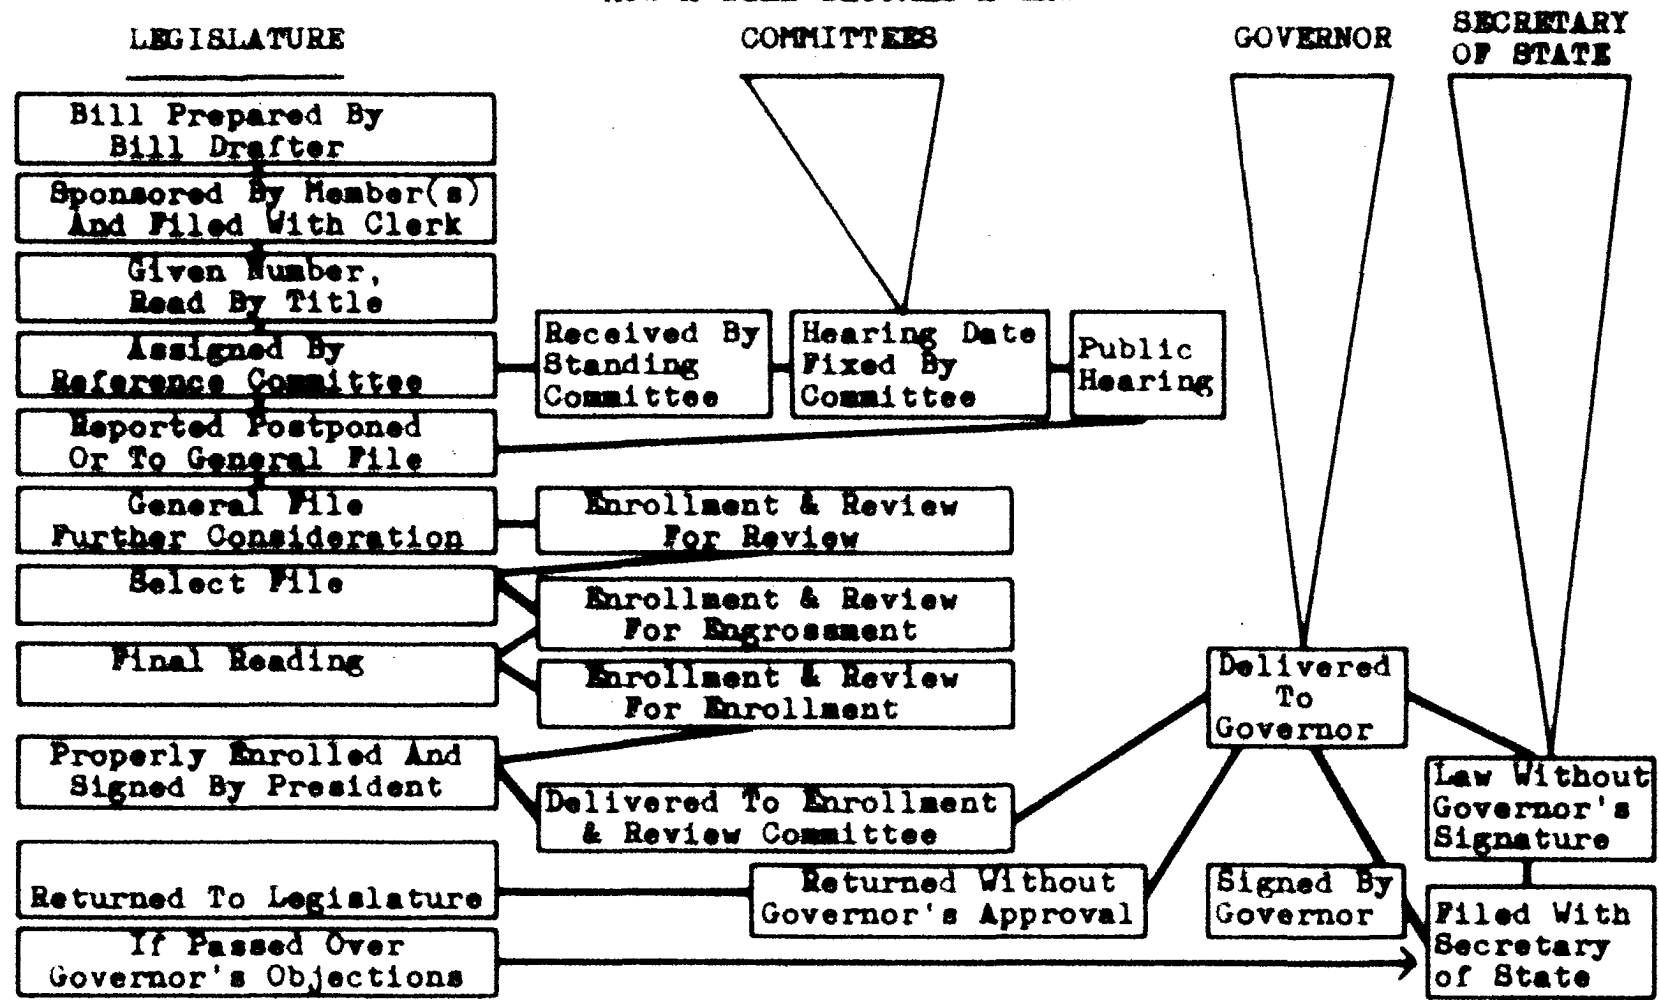 LEGISLATURE
COMMITTEES
GOVERNOR
SECRETARY
OF STATE
Bill Prepared By
Bill Drafter
Sponsored By Member(s)
And Filed With Clerk
Given Number,
Read By Title
Assigned By
Reference Committee
Received By
Standing
Committee
Hearing Date
Fixed By
Committee
Public
Hearing
Reported Postponed
Or To General File
General File
Further Consideration
Enrollment & Review
For Review
Select File
Enrollment & Review
For Engrossment
Final Reading
Enrollment & Review
For Enrollment
Delivered
To
Governor
Properly Enrolled And
Signed By President
Delivered To Enrollment
& Review Committee
Law Without
Governor's
Signature
Returned To Legislature
Returned Without
Governor's Approval
Signed By
Governor
Filed With
Secretary
of State
If Passed Over
Governor's Objections